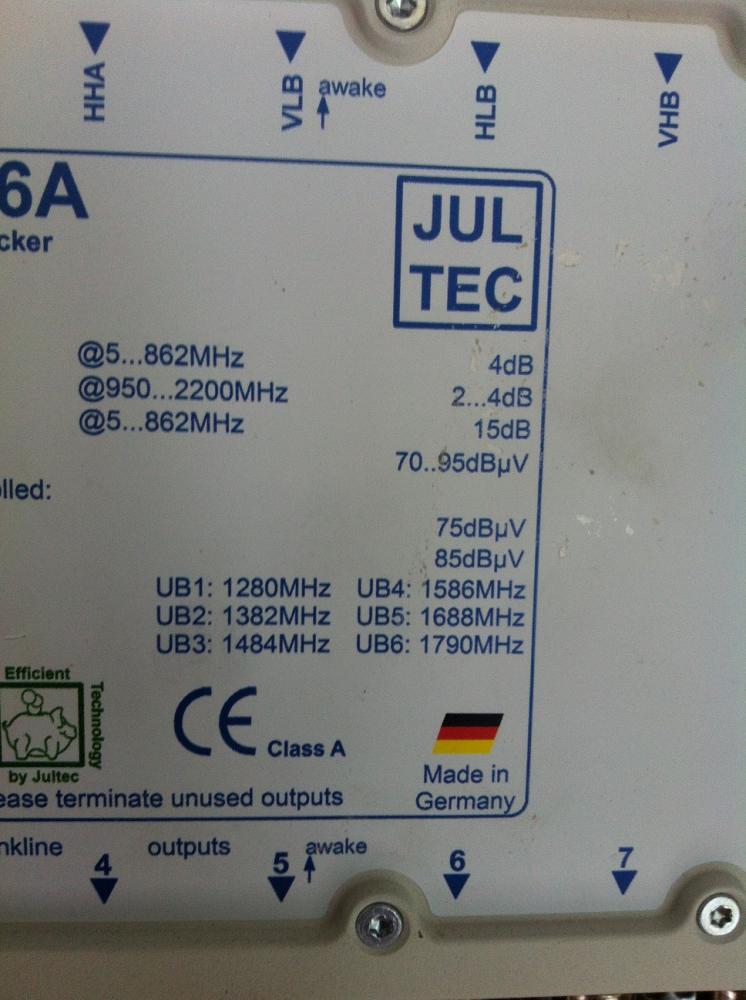 HHA VLB awake HLB VHB
6A
cker
JUL
TEC
@5...862MHz 4dB
@950...2200MHz 2...4dB
@5...862MHz 15dB
70..95dBµV
lled:
75dBµV
85dBµV
UB1: 1280MHz UB4: 1586MHz
UB2: 1382MHz UB5: 1688MHz
UB3: 1484MHz UB6: 1790MHz
Efficient
Technology
by Jultec
CE Class A
Made in
Germany
ease terminate unused outputs
nkline outputs awake
4 5 6 7